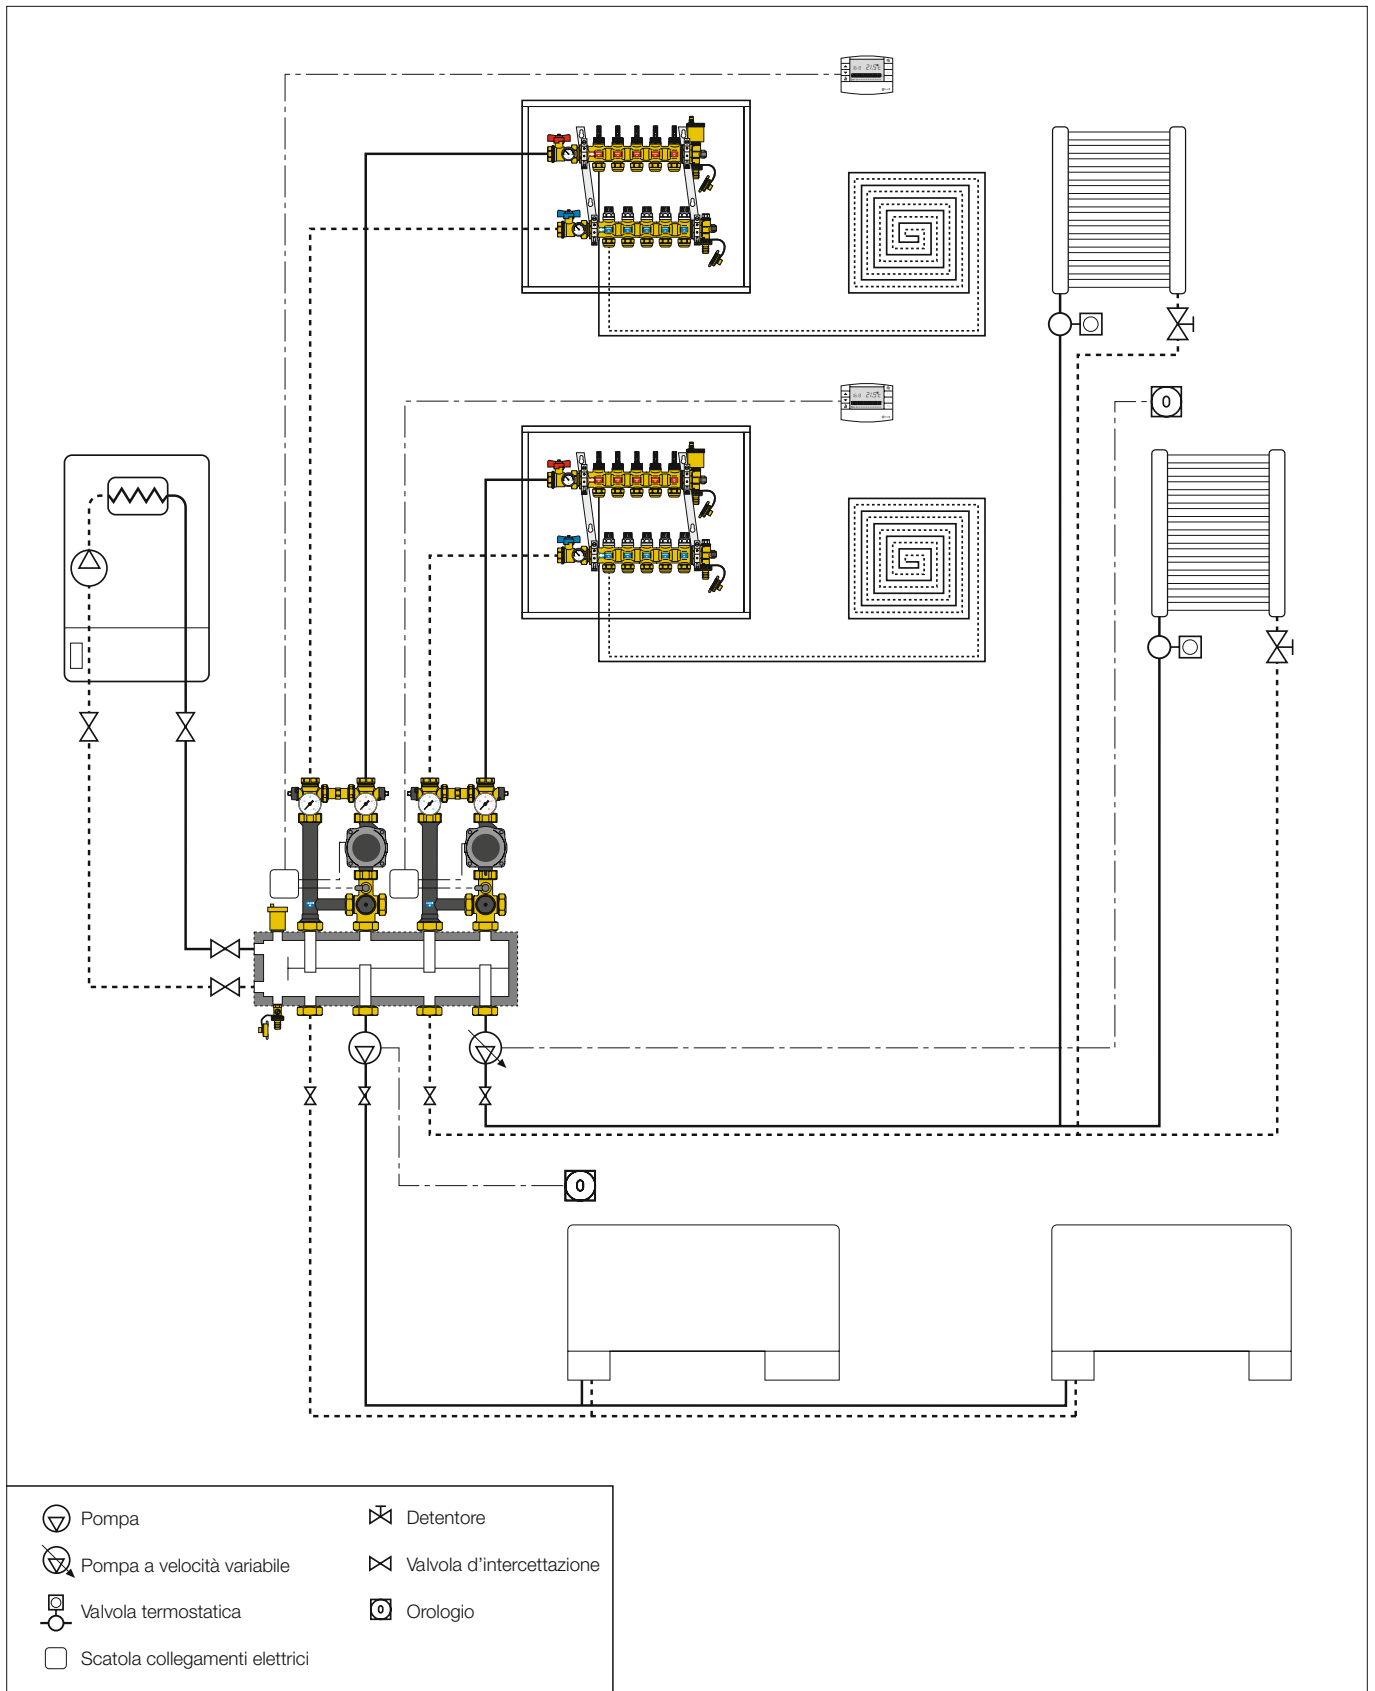 Pompa
Pompa a velocità variabile
Valvola termostatica
Scatola collegamenti elettrici
Detentore
Valvola d'intercettazione
Orologio